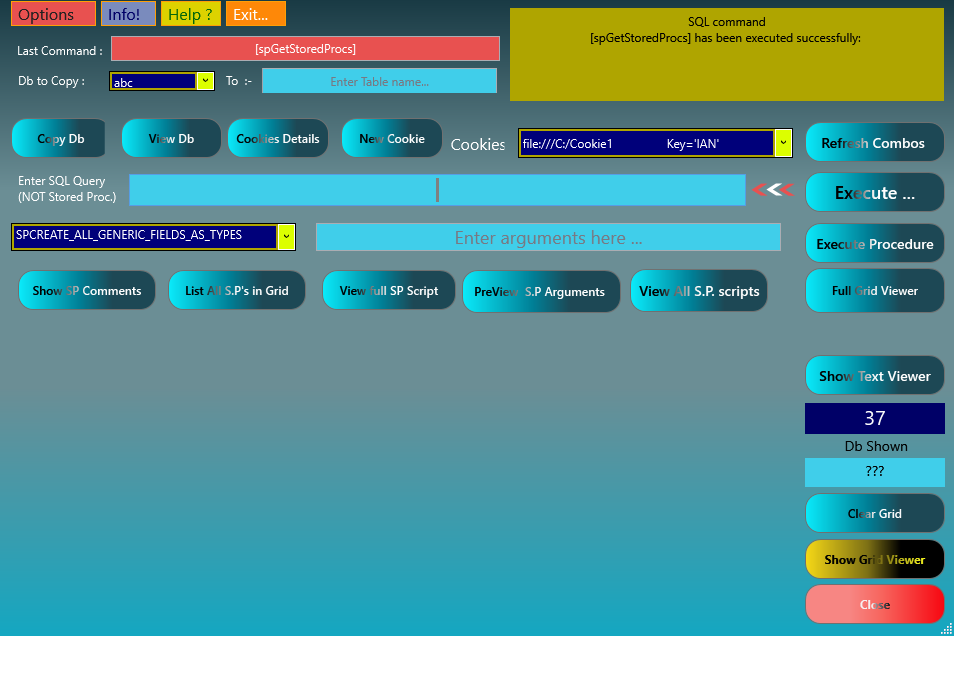 Options Info! Help ? Exit...
SQL command
[spGetStoredProcs] has been executed successfully:
Last Command : [spGetStoredProcs]
Db to Copy : abc To :- Enter Table name...
Copy Db View Db Cookies Details New Cookie Cookies file:///C:/Cookie1 Key='IAN' Refresh Combos
Enter SQL Query
(NOT Stored Proc.)
Execute ...
SPCREATE_ALL_GENERIC_FIELDS_AS_TYPES Enter arguments here ... Execute Procedure
Show SP Comments List All S.P's in Grid View full SP Script PreView S.P Arguments View All S.P. scripts Full Grid Viewer
Show Text Viewer
37
Db Shown
???
Clear Grid
Show Grid Viewer
Close